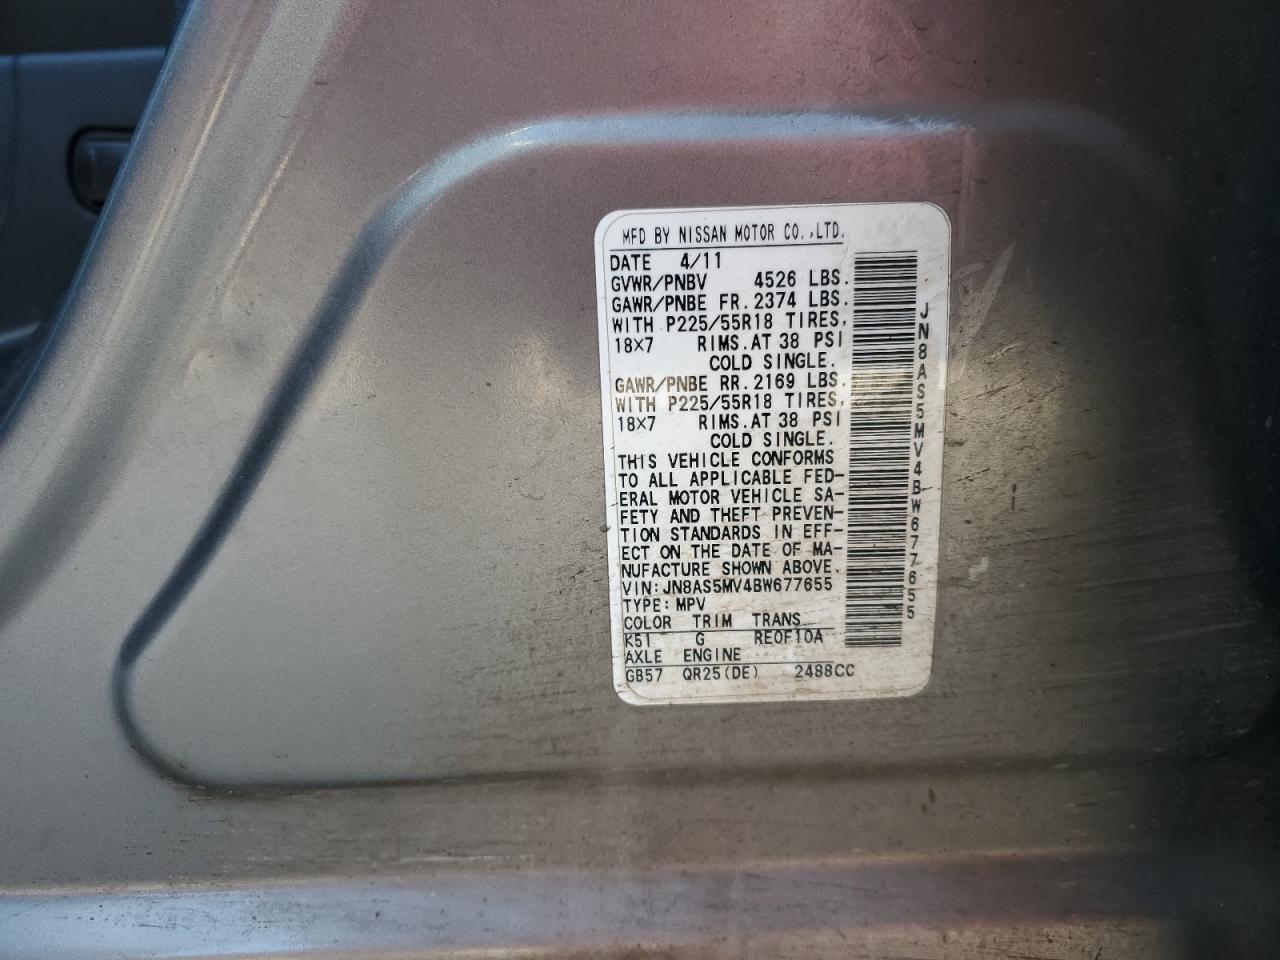 MFD BY NISSAN MOTOR CO.,LTD.
DATE 4/11
GVWR/PNBV 4526 LBS.
GAWR/PNBE FR. 2374 LBS.
WITH P225/55R18 TIRES,
18×7 RIMS.AT 38 PSI
COLD SINGLE.
GAWR/PNBE RR. 2169 LBS.
WITH P225/55R18 TIRES,
18×7 RIMS.AT 38 PSI
COLD SINGLE.
THIS VEHICLE CONFORMS
TO ALL APPLICABLE FED-
ERAL MOTOR VEHICLE SA-
FETY AND THEFT PREVEN-
TION STANDARDS IN EFF-
ECT ON THE DATE OF MA-
NUFACTURE SHOWN ABOVE.
VIN:JN8AS5MV4BW677655
TYPE:MPV
COLOR TRIM TRANS
K51 G RE0F10A
AXLE ENGINE
GB57 QR25(DE) 2488CC
JN8AS5MV4BW677655